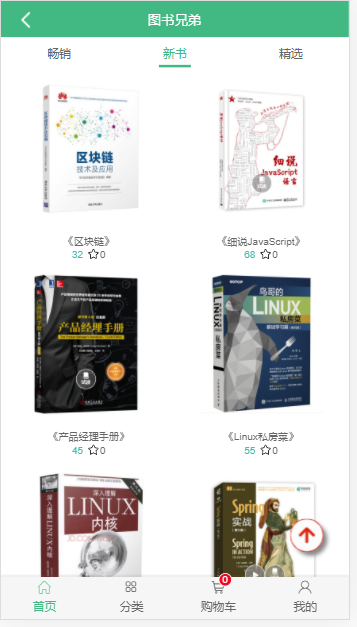 图书兄弟
畅销
新书
精选
区块链
技术及应用
细说
JavaScript
语言
《区块链》
32 0
《细说JavaScript》
68 0
产品经理手册
鸟哥的
LINUX
私房菜
《产品经理手册》
45 0
《Linux私房菜》
55 0
深入理解
LINUX
内核
Spring
实战
Spring
IN ACTION
0
首页
分类
购物车
我的